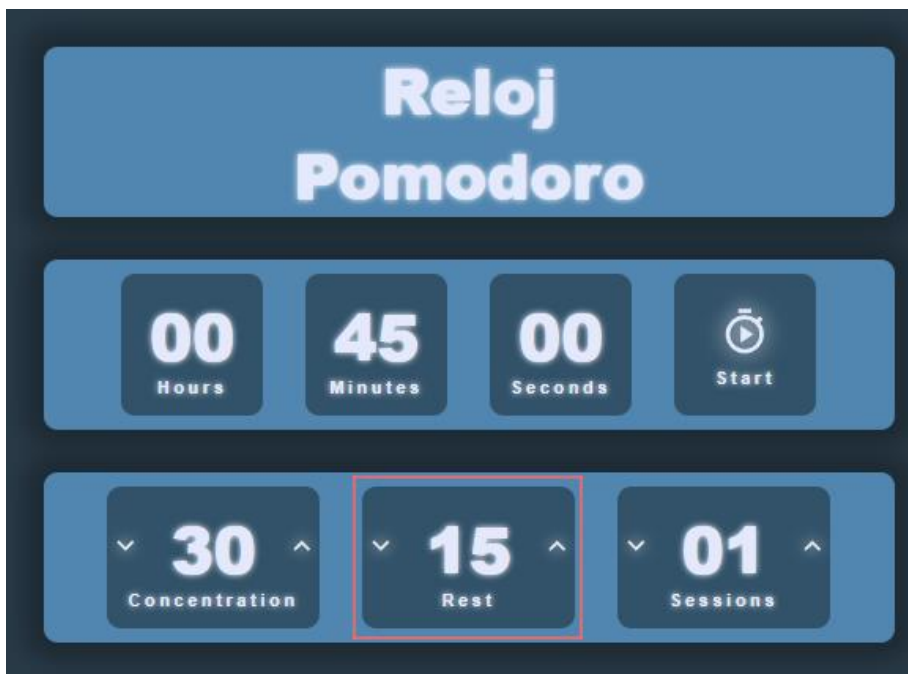 Reloj
Pomodoro
00 45 00
Hours Minutes Seconds Start
30 15 01
Concentration Rest Sessions